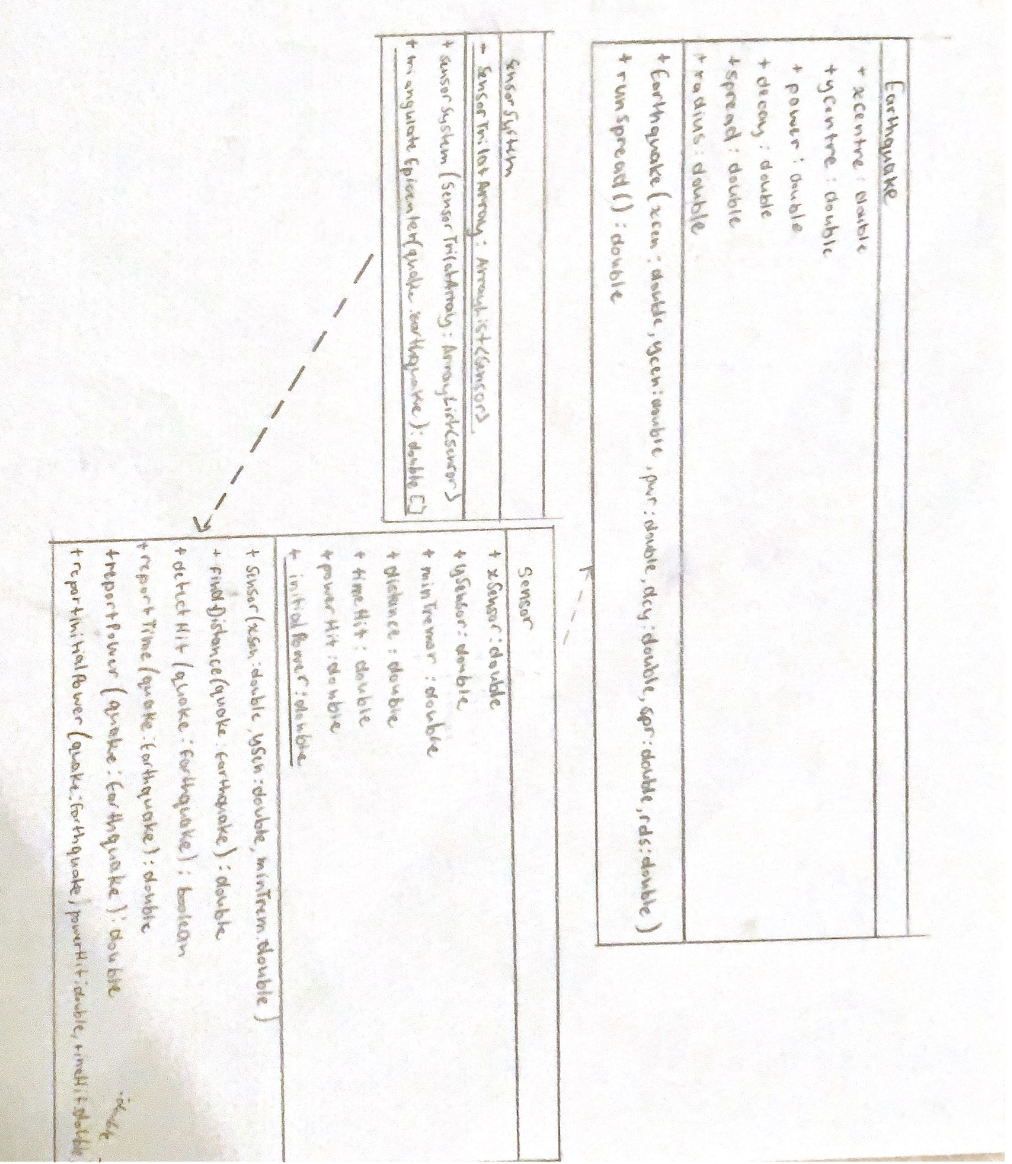 Earthquake
+ xcentre : double
+ ycentre : double
+ power : double
+ decay : double
+ spread : double
+ radius : double
+ Earthquake (xcen : double, ycen : double, pwr : double, dcy : double, spr : double, rds : double)
+ runSpread() : double
SensorSystem
+ SensorTrilatArray : ArrayList<Sensor>
+ sensorSystem (SensorTrilatArray : ArrayList<sensor>)
+ triangulateEpicenter(quake : earthquake) : double []
Sensor
+ xSensor : double
+ ySensor : double
+ minTremor : double
+ distance : double
+ timeHit : double
+ powerHit : double
+ initialPower : double
+ sensor (xsen : double, ysen : double, minTrem : double)
+ findDistance (quake : Earthquake) : double
+ detectHit (quake : Earthquake) : boolean
+ reportTime (quake : Earthquake) : double
+ reportPower (quake : Earthquake) : double
+ reportInitialPower (quake : Earthquake, powerHit : double, timeHit : double